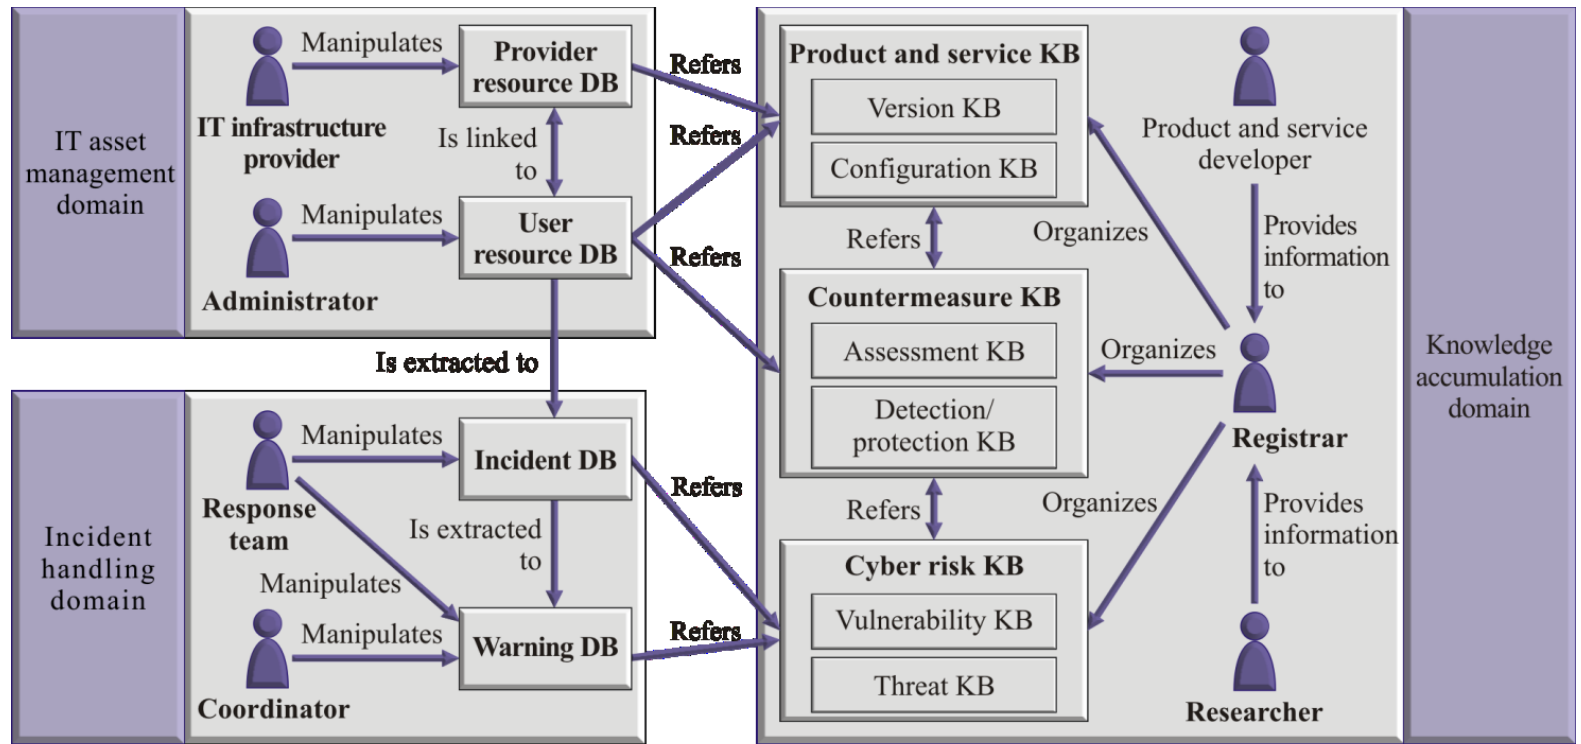 IT asset
management
domain
Manipulates
IT infrastructure
provider
Provider
resource DB
Is linked
to
Manipulates
Administrator
User
resource DB
Refers
Refers
Refers
Is extracted to
Incident
handling
domain
Manipulates
Response
team
Incident DB
Is extracted
to
Manipulates
Manipulates
Coordinator
Warning DB
Refers
Refers
Product and service KB
Version KB
Configuration KB
Refers
Countermeasure KB
Assessment KB
Detection/
protection KB
Refers
Cyber risk KB
Vulnerability KB
Threat KB
Product and service
developer
Provides
information
to
Organizes
Organizes
Registrar
Organizes
Provides
information
to
Researcher
Knowledge
accumulation
domain